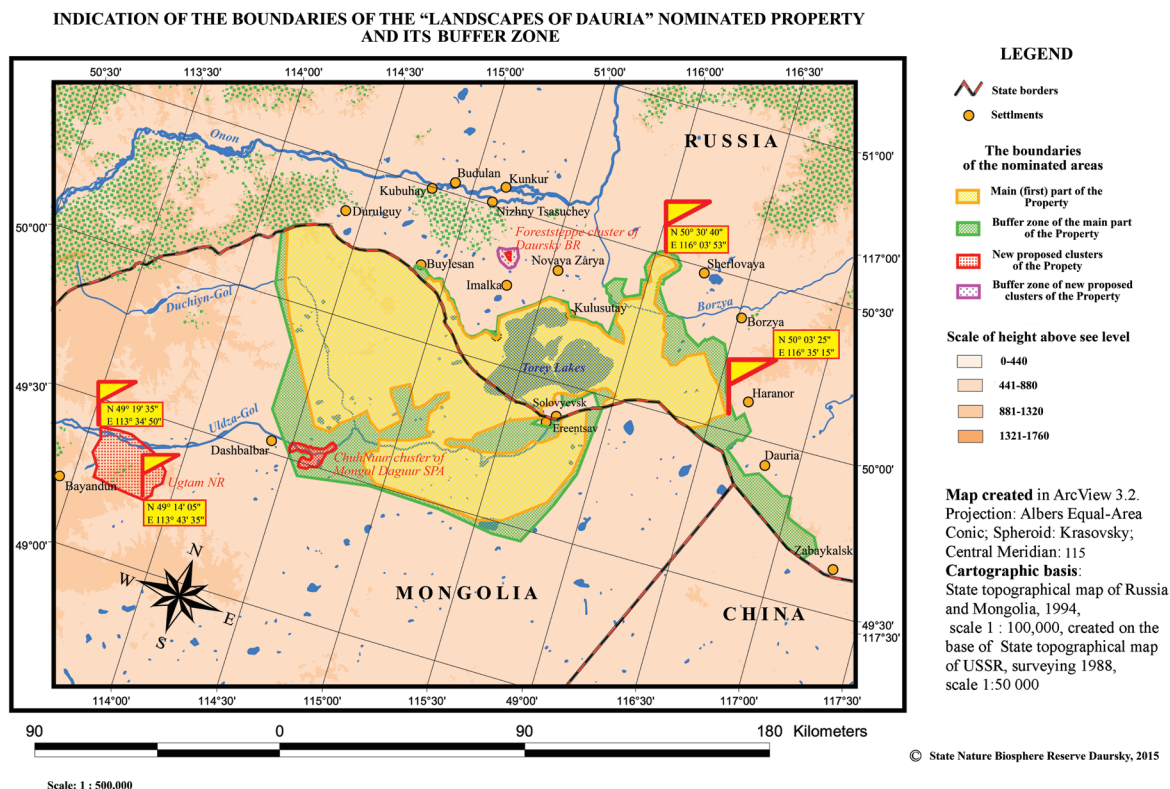 INDICATION OF THE BOUNDARIES OF THE “LANDSCAPES OF DAURIA” NOMINATED PROPERTY
AND ITS BUFFER ZONE
50°30' 113°30' 114°00' 114°30' 115°00' 51°00' 116°00' 116°30'
RUSSIA
51°00'
Onon
Budulan
Kunkur
Kubuhay
Nizhny Tsasuchey
Durulguy
50°00'
Foreststeppe cluster of
Daursky BR
N 50° 30' 40"
E 116° 03' 53"
117°00'
Buylesan
Novaya Zarya
Sherlovaya
Imalka
Duchiyn-Gol
Kulusutay
Borzya
Borzya
50°30'
N 50° 03' 25"
E 116° 35' 15"
Torey Lakes
49°30'
Haranor
N 49° 19' 35"
E 113° 34' 50"
Uldza-Gol
Solovyevsk
Ereentsav
Dashbalbar
Chuh Nuur cluster of
Mongol Daguur SPA
Dauria
50°00'
Bayandun
Ugtam NR
N 49° 14' 05"
E 113° 43' 35"
49°00'
Zabaykalsk
N
W
E
S
MONGOLIA
CHINA
49°30'
117°30'
114°00' 114°30' 115°00' 115°30' 49°00' 116°30' 117°00' 117°30'
90 0 90 180 Kilometers
Scale: 1 : 500,000
LEGEND
State borders
Settlments
The boundaries
of the nominated areas
Main (first) part of the
Property
Buffer zone of the main part
of the Property
New proposed clusters
of the Propety
Buffer zone of new proposed
clusters of the Property
Scale of height above see level
0-440
441-880
881-1320
1321-1760
Map created in ArcView 3.2.
Projection: Albers Equal-Area
Conic; Spheroid: Krasovsky;
Central Meridian: 115
Cartographic basis:
State topographical map of Russia
and Mongolia, 1994,
scale 1 : 100,000, created on the
base of State topographical map
of USSR, surveying 1988,
scale 1:50 000
© State Nature Biosphere Reserve Daursky, 2015